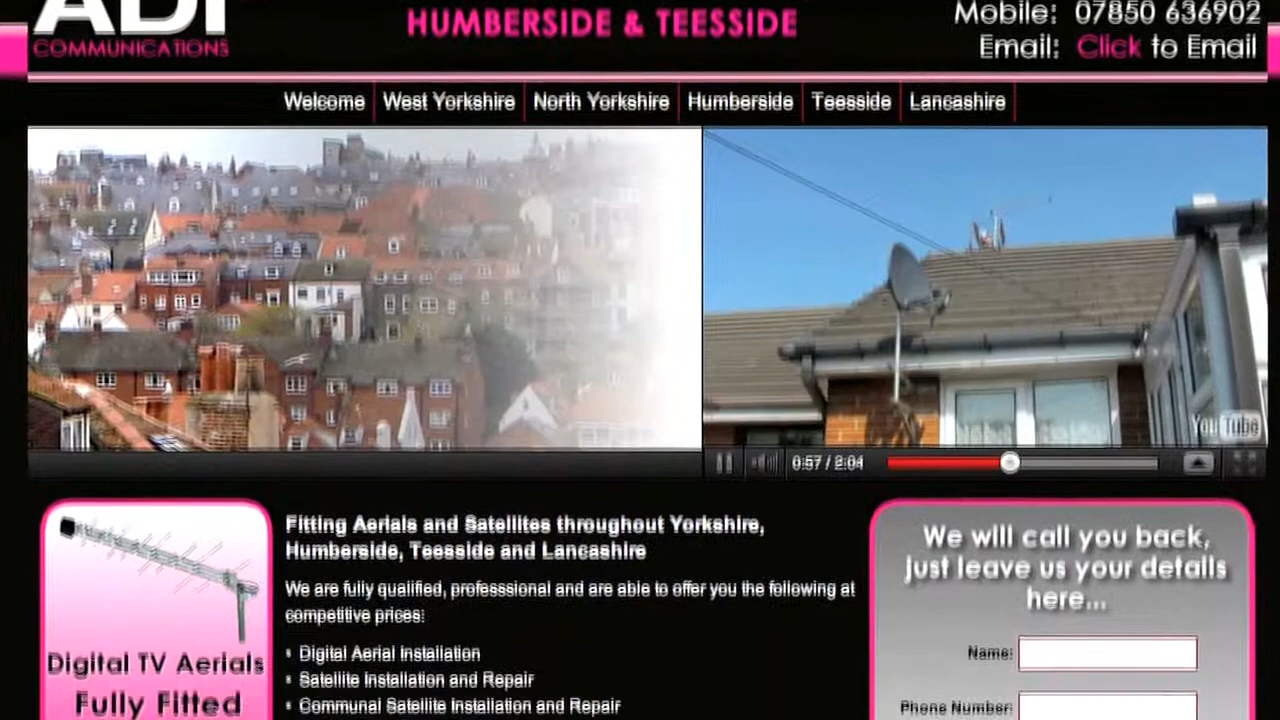 ADI
COMMUNICATIONS
HUMBERSIDE & TEESSIDE
Mobile: 07850 636902
Email: Click to Email
Welcome West Yorkshire North Yorkshire Humberside Teesside Lancashire
You Tube
0:57 / 2:04
Digital TV Aerials
Fully Fitted
Fitting Aerials and Satellites throughout Yorkshire,
Humberside, Teesside and Lancashire
We are fully qualified, professsional and are able to offer you the following at
competitive prices:
• Digital Aerial Installation
• Satellite Installation and Repair
• Communal Satellite Installation and Repair
We will call you back,
just leave us your details
here...
Name:
Phone Number: